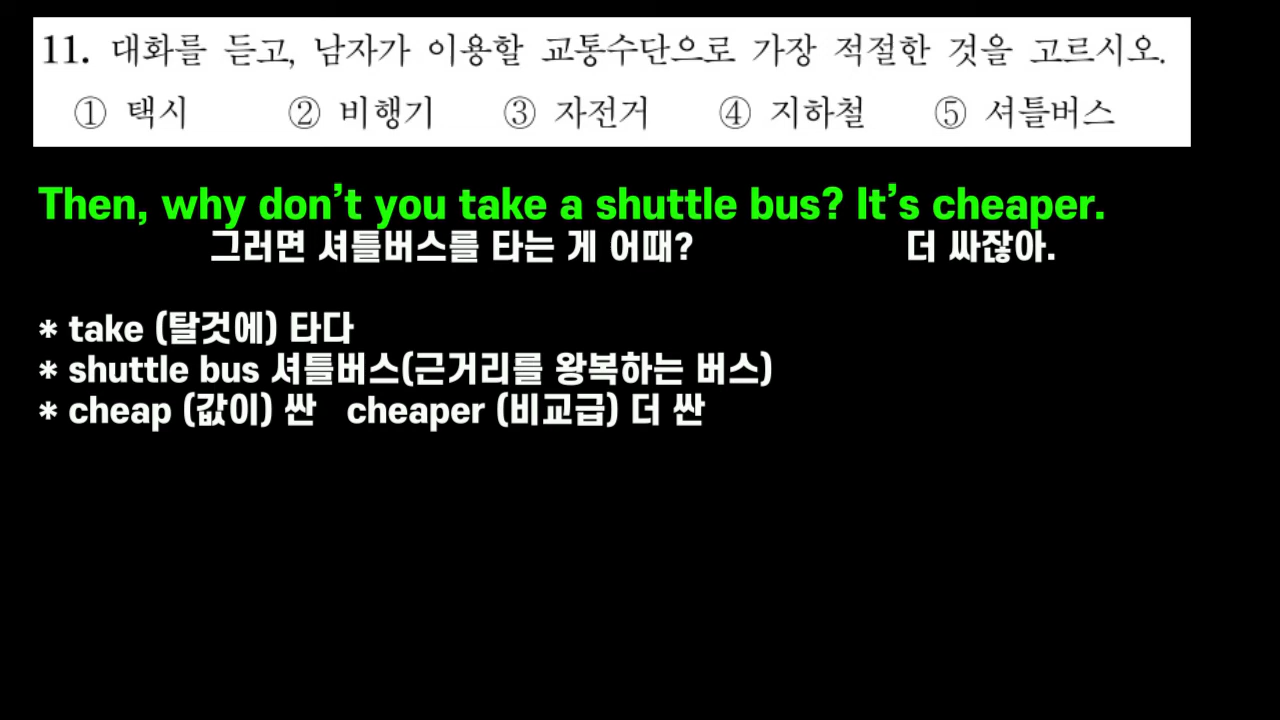 11. 대화를 듣고, 남자가 이용할 교통수단으로 가장 적절한 것을 고르시오.
① 택시 ② 비행기 ③ 자전거 ④ 지하철 ⑤ 셔틀버스
Then, why don't you take a shuttle bus? It's cheaper.
그러면 셔틀버스를 타는 게 어때? 더 싸잖아.
* take (탈것에) 타다
* shuttle bus 셔틀버스(근거리를 왕복하는 버스)
* cheap (값이) 싼 cheaper (비교급) 더 싼